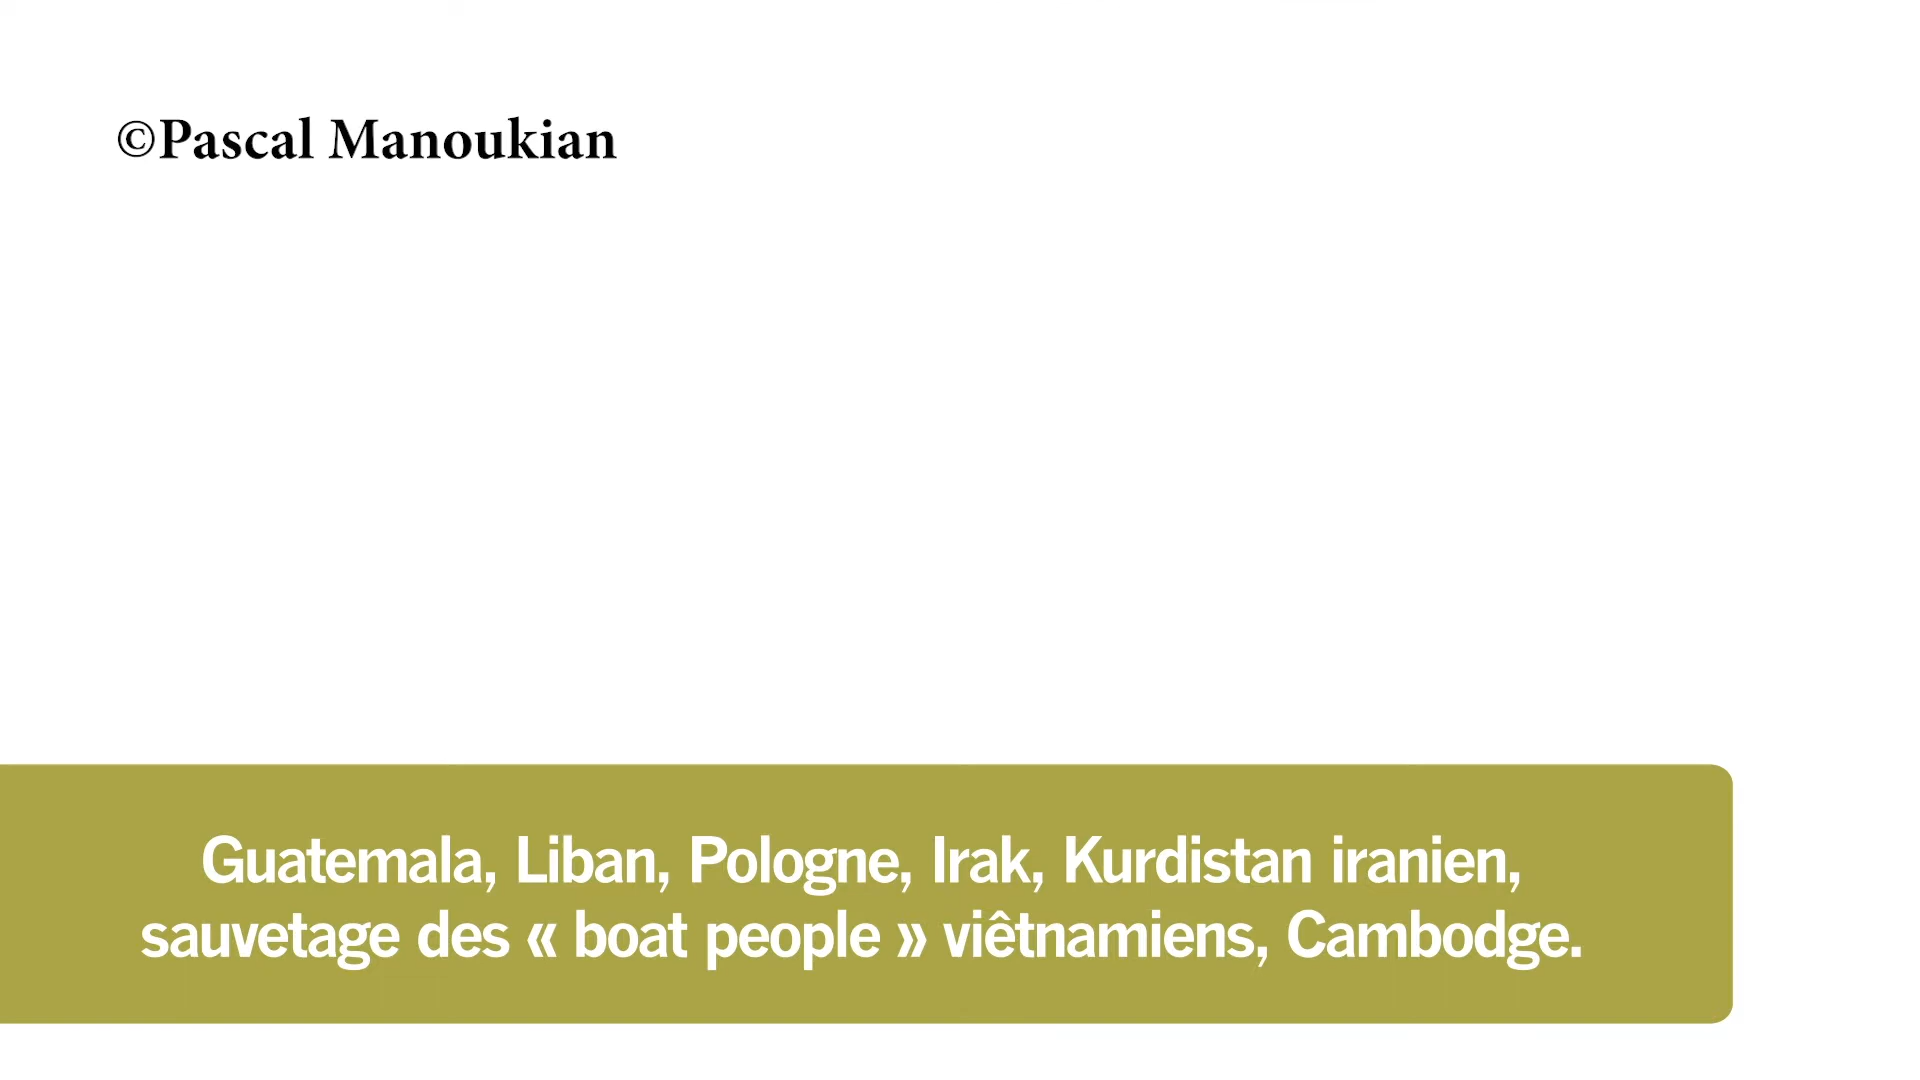 ©Pascal Manoukian
Guatemala, Liban, Pologne, Irak, Kurdistan iranien,
sauvetage des « boat people » viêtnamiens, Cambodge.